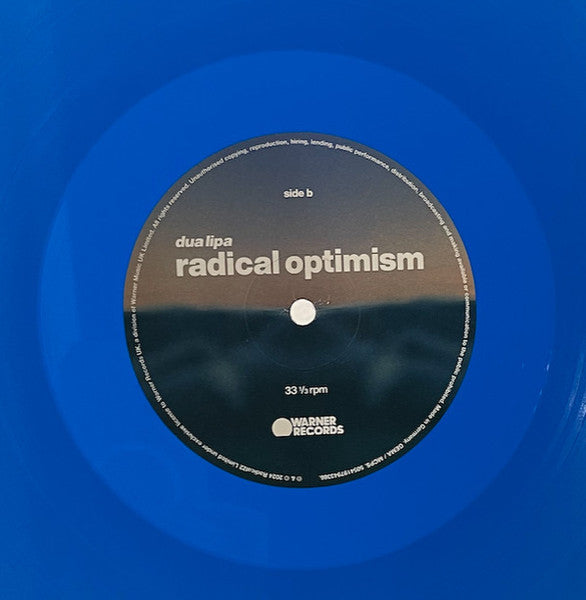 side b
dua lipa
radical optimism
33 ⅓ rpm
WARNER
RECORDS
℗ & © 2024 Radical22 Limited under exclusive license to Warner Records UK, a division of Warner Music UK Limited. All rights reserved. Unauthorised copying, reproduction, hiring, lending, public performance, distribution, broadcasting and making available or communication to the public prohibited. Made in Germany. GEMA / MCPS.